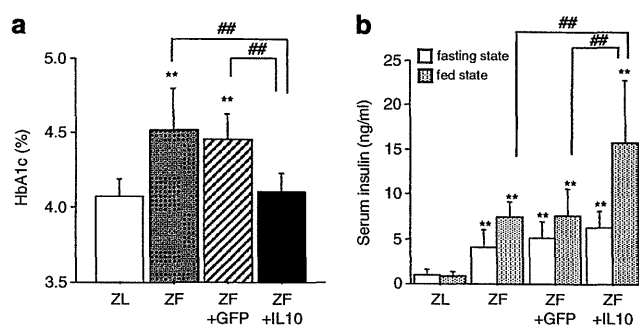 a
##
##
5.0
**
**
4.5
HbA1c (%)
4.0
3.5
ZL
ZF
ZF
+GFP
ZF
+IL10
b
##
25
fasting state
##
fed state
**
20
Serum insulin (ng/ml)
15
10
**
**
**
**
**
5
0
ZL
ZF
ZF
+GFP
ZF
+IL10